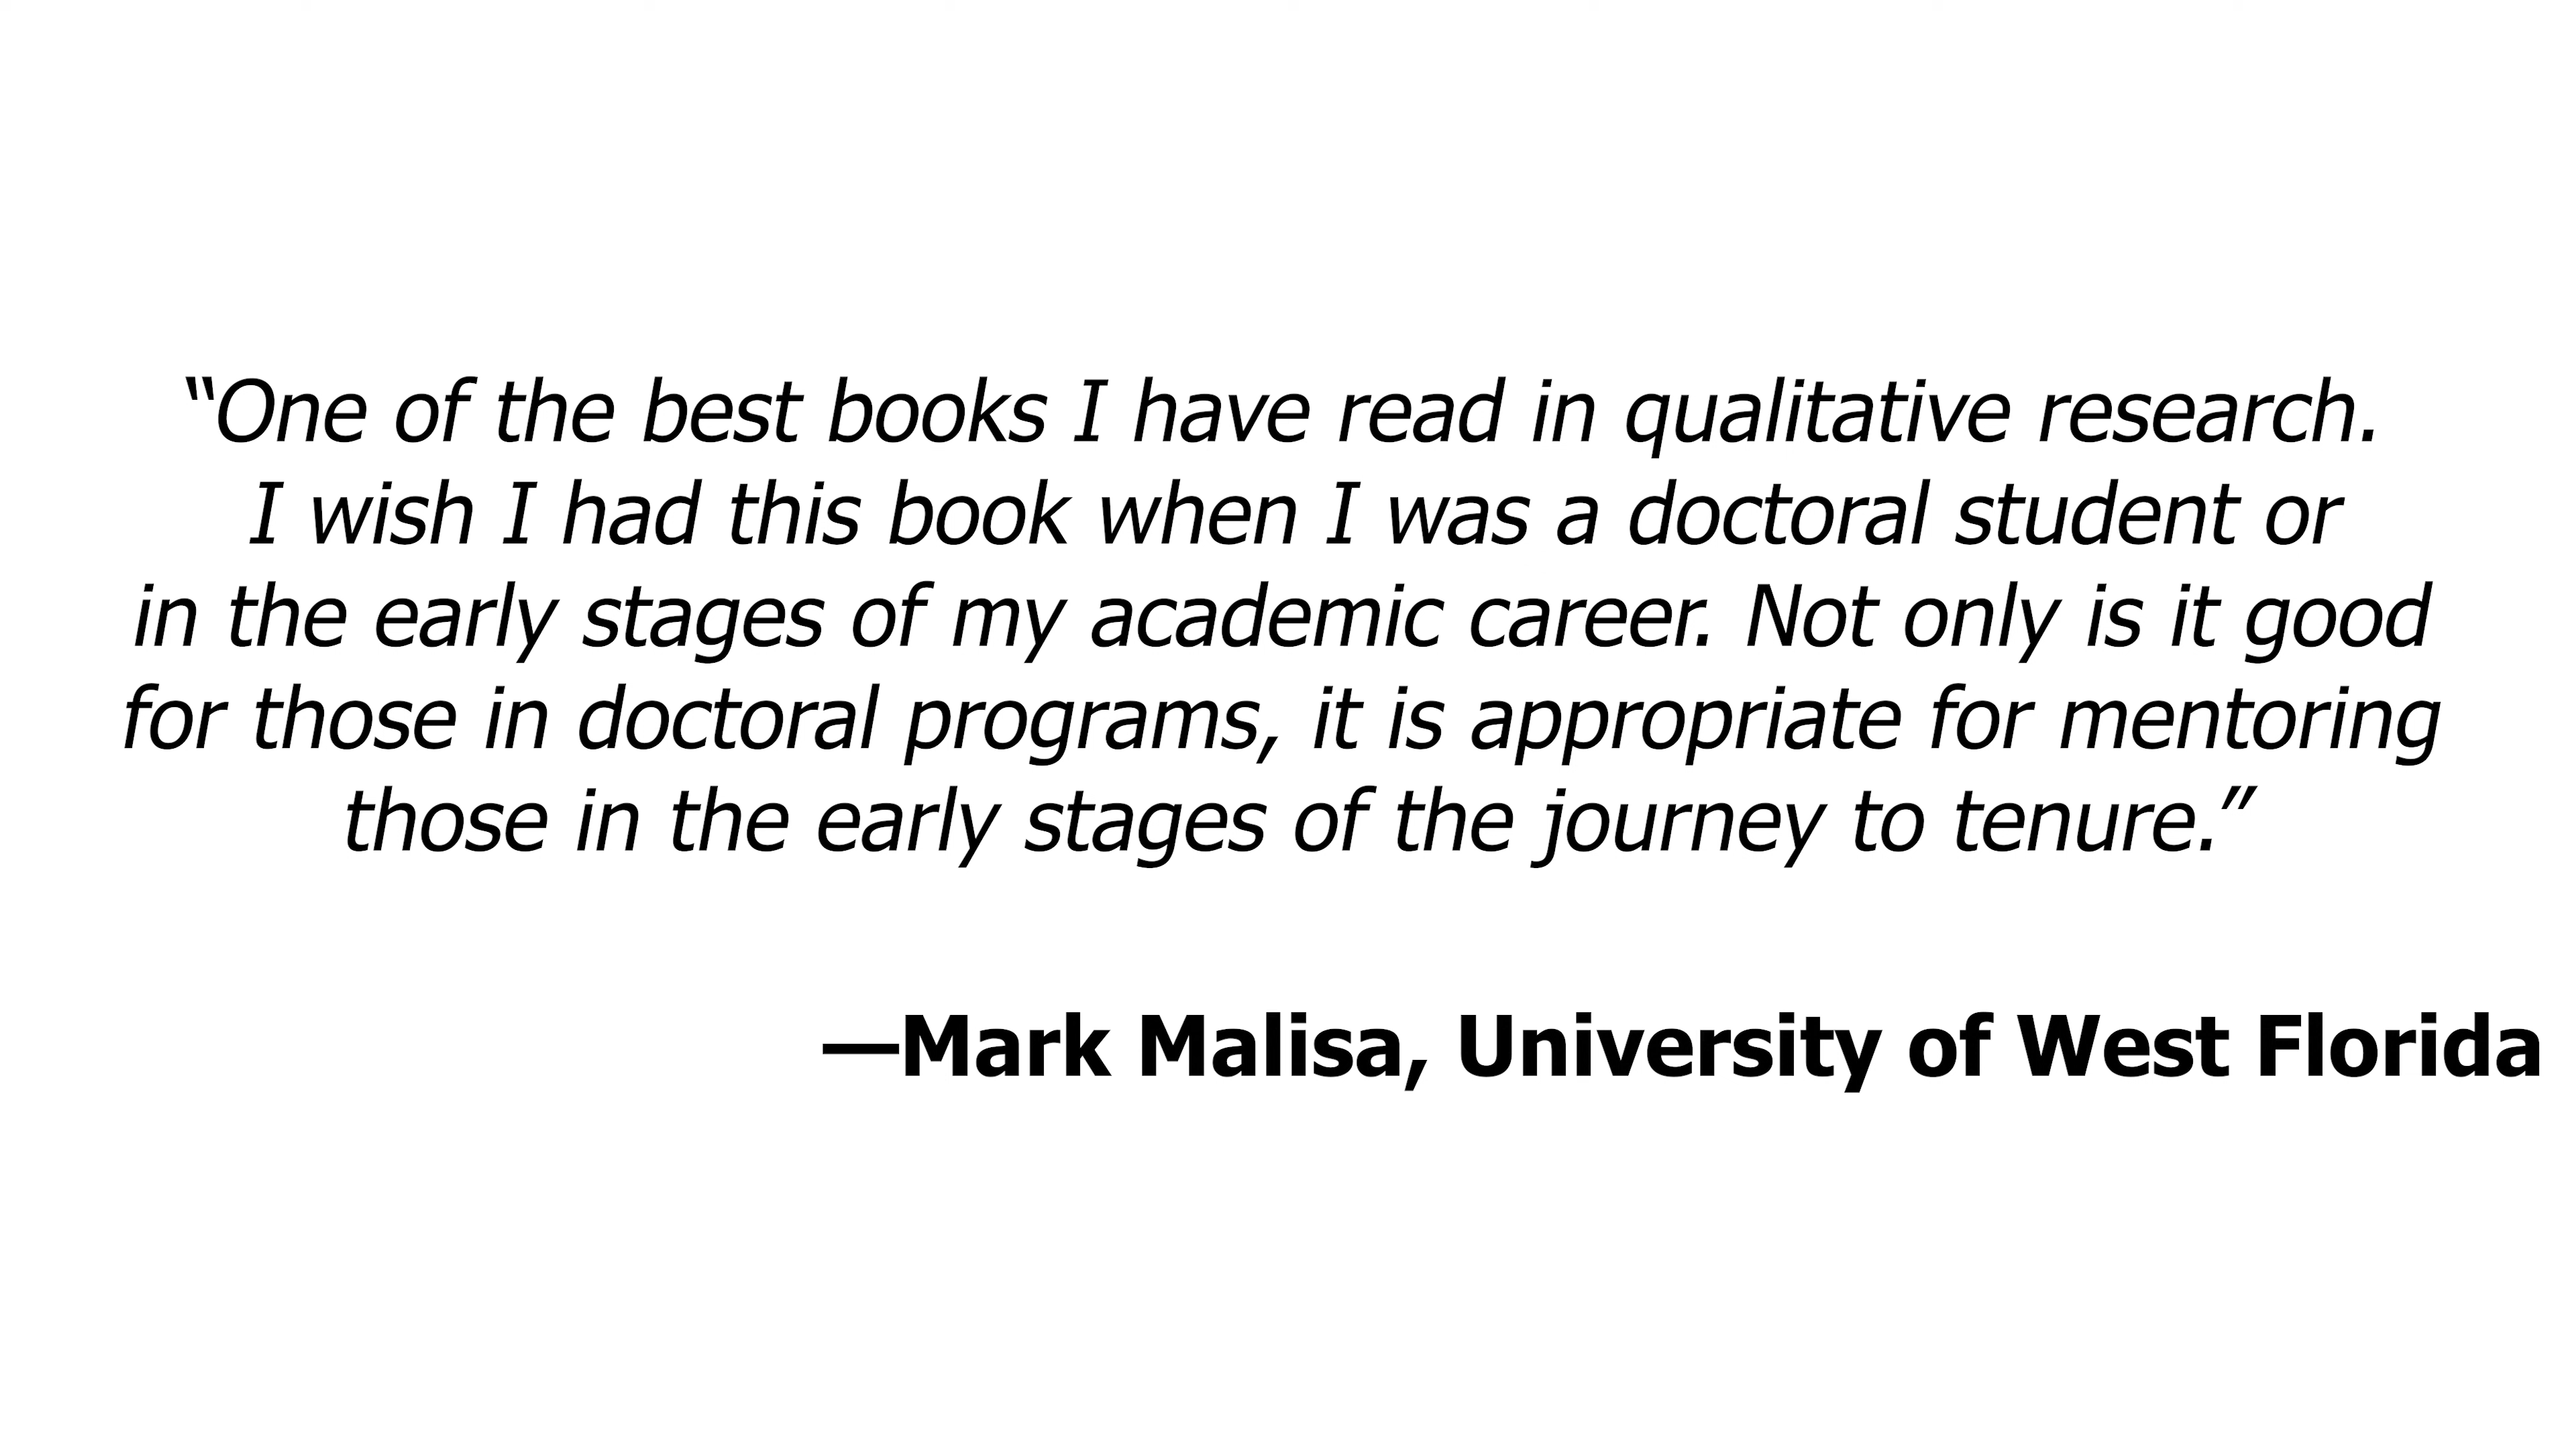 “One of the best books I have read in qualitative research.
I wish I had this book when I was a doctoral student or
in the early stages of my academic career. Not only is it good
for those in doctoral programs, it is appropriate for mentoring
those in the early stages of the journey to tenure.”
—Mark Malisa, University of West Florida